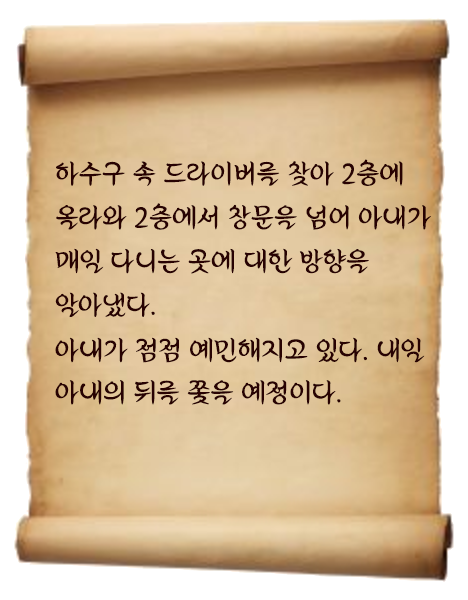 하수구 속 드라이버를 찾아 2층에
올라와 2층에서 창문을 넘어 아내가
매일 다니는 곳에 대한 방향을
알아냈다.
아내가 점점 예민해지고 있다. 내일
아내의 뒤를 쫓을 예정이다.